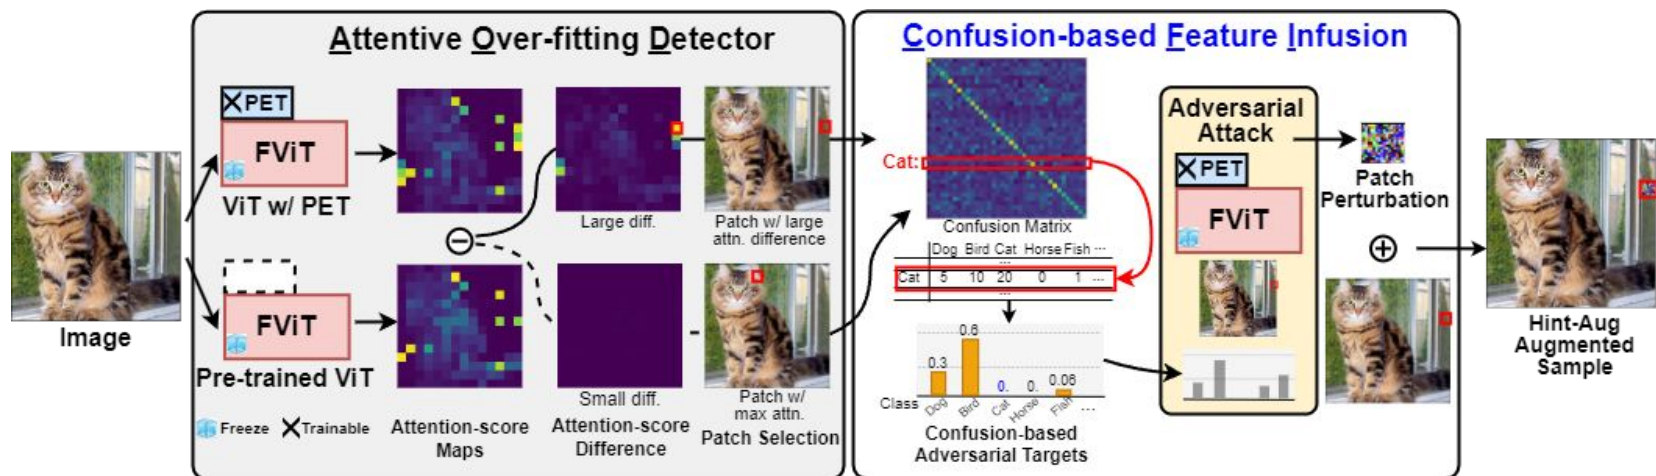 Attentive Over-fitting Detector
PET
FViT
ViT w/ PET
Image
FViT
Pre-trained ViT
Freeze
Trainable
Attention-score
Maps
Large diff.
Small diff.
Attention-score
Difference
Patch w/ large
attn. difference
Patch w/
max attn.
Patch Selection
Confusion-based Feature Infusion
Cat:
Confusion Matrix
Dog Bird Cat Horse Fish ...
...
Cat 5 10 20 0 1 ...
...
0.3 0.6 0. 0. 0.06
Class Dog Bird Cat Horse Fish ...
Confusion-based
Adversarial Targets
Adversarial
Attack
PET
FViT
Patch
Perturbation
Hint-Aug
Augmented
Sample